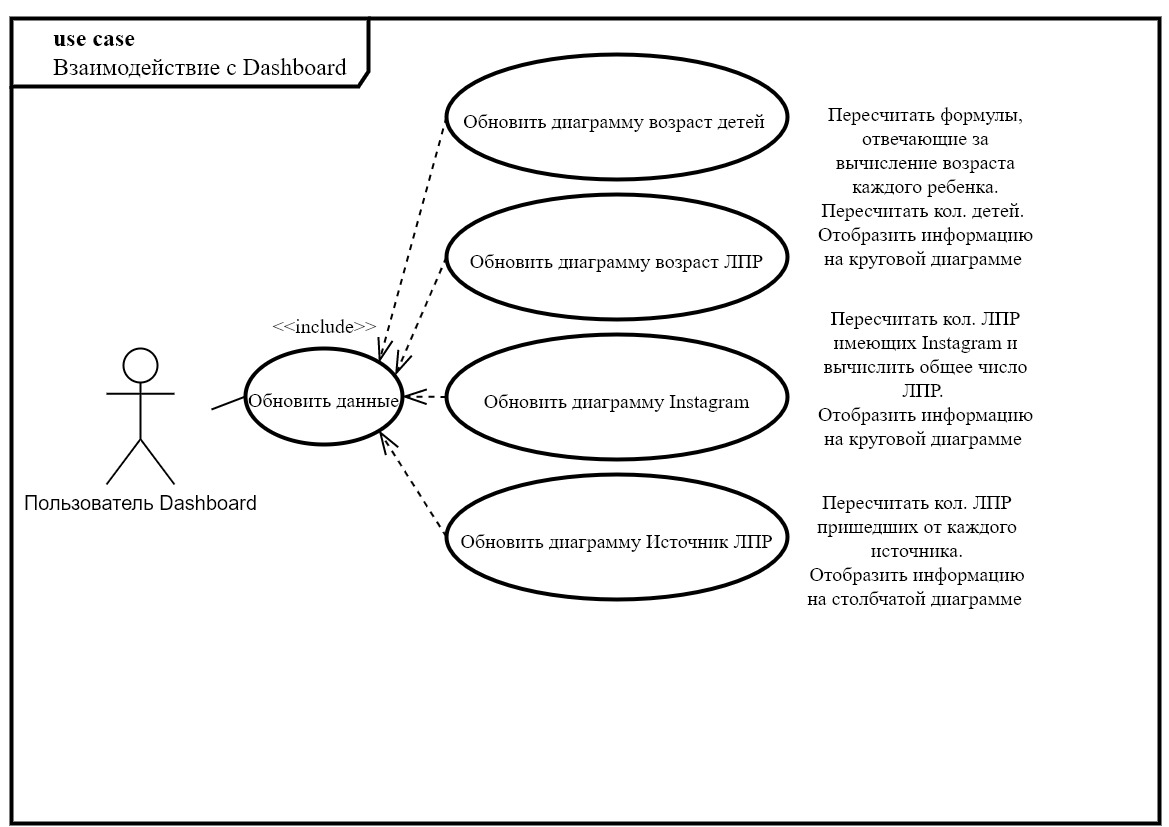 use case
Взаимодействие с Dashboard
Обновить диаграмму возраст детей
Пересчитать формулы,
отвечающие за
вычисление возраста
каждого ребенка.
Пересчитать кол. детей.
Отобразить информацию
на круговой диаграмме
Обновить диаграмму возраст ЛПР
<<include>>
Обновить данные
Пользователь Dashboard
Обновить диаграмму Instagram
Пересчитать кол. ЛПР
имеющих Instagram и
вычислить общее число
ЛПР.
Отобразить информацию
на круговой диаграмме
Обновить диаграмму Источник ЛПР
Пересчитать кол. ЛПР
пришедших от каждого
источника.
Отобразить информацию
на столбчатой диаграмме